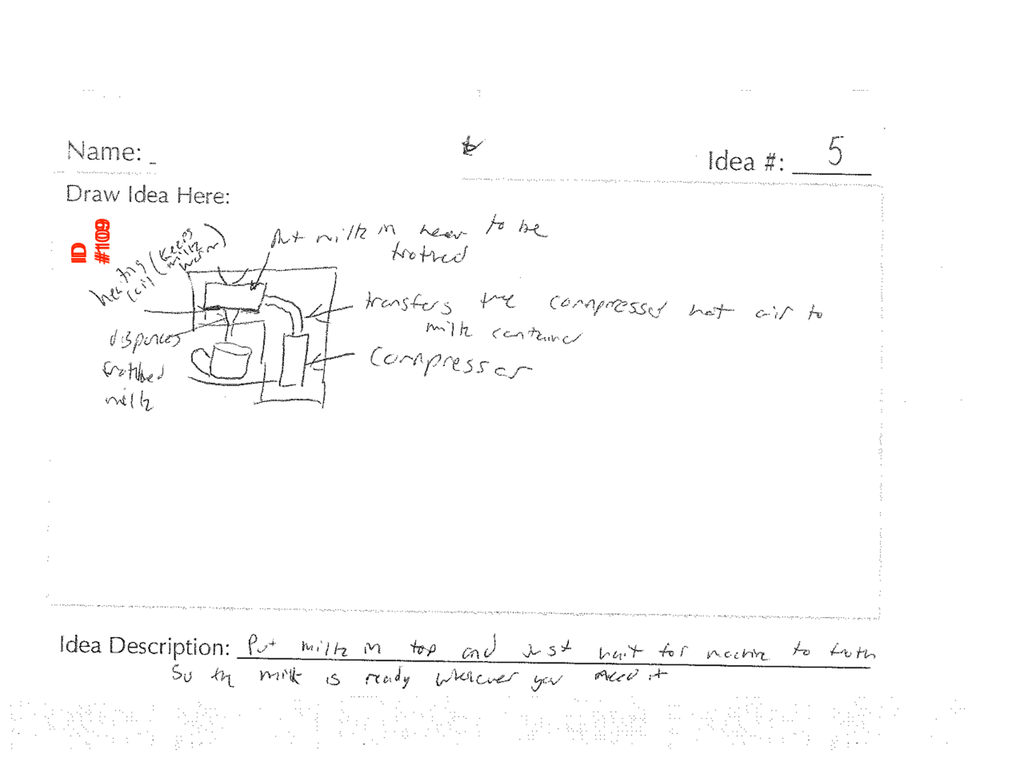 Name:
Idea #: 5
Draw Idea Here:
ID
#1109
heating
coil (keeps
milk
warm)
Put milk in here to be
frothed
transfers the compressed hot air to
milk container
compressor
dispences
frothed
milk
Idea Description: Put milk in top and just wait for machine to froth
So the milk is ready whenever you need it